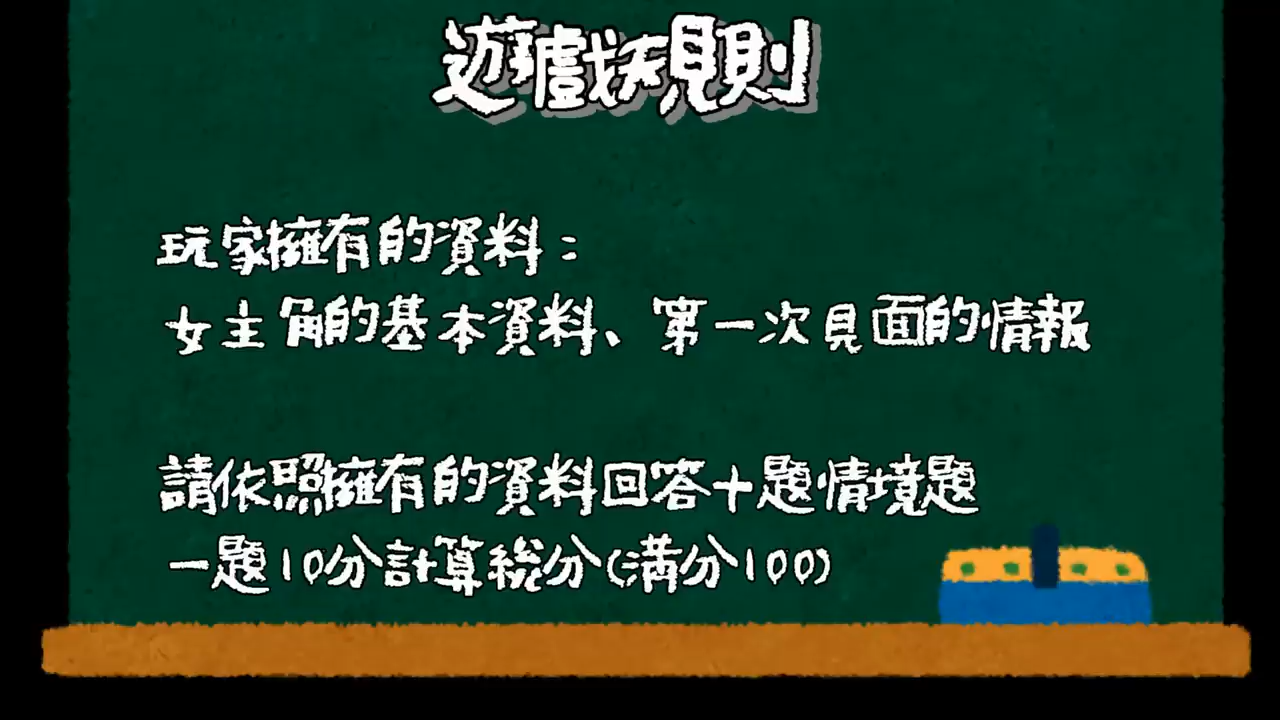 遊戲規則
玩家擁有的資料：
女主角的基本資料、第一次見面的情報
請依照擁有的資料回答十題情境題
一題10分計算總分(滿分100)